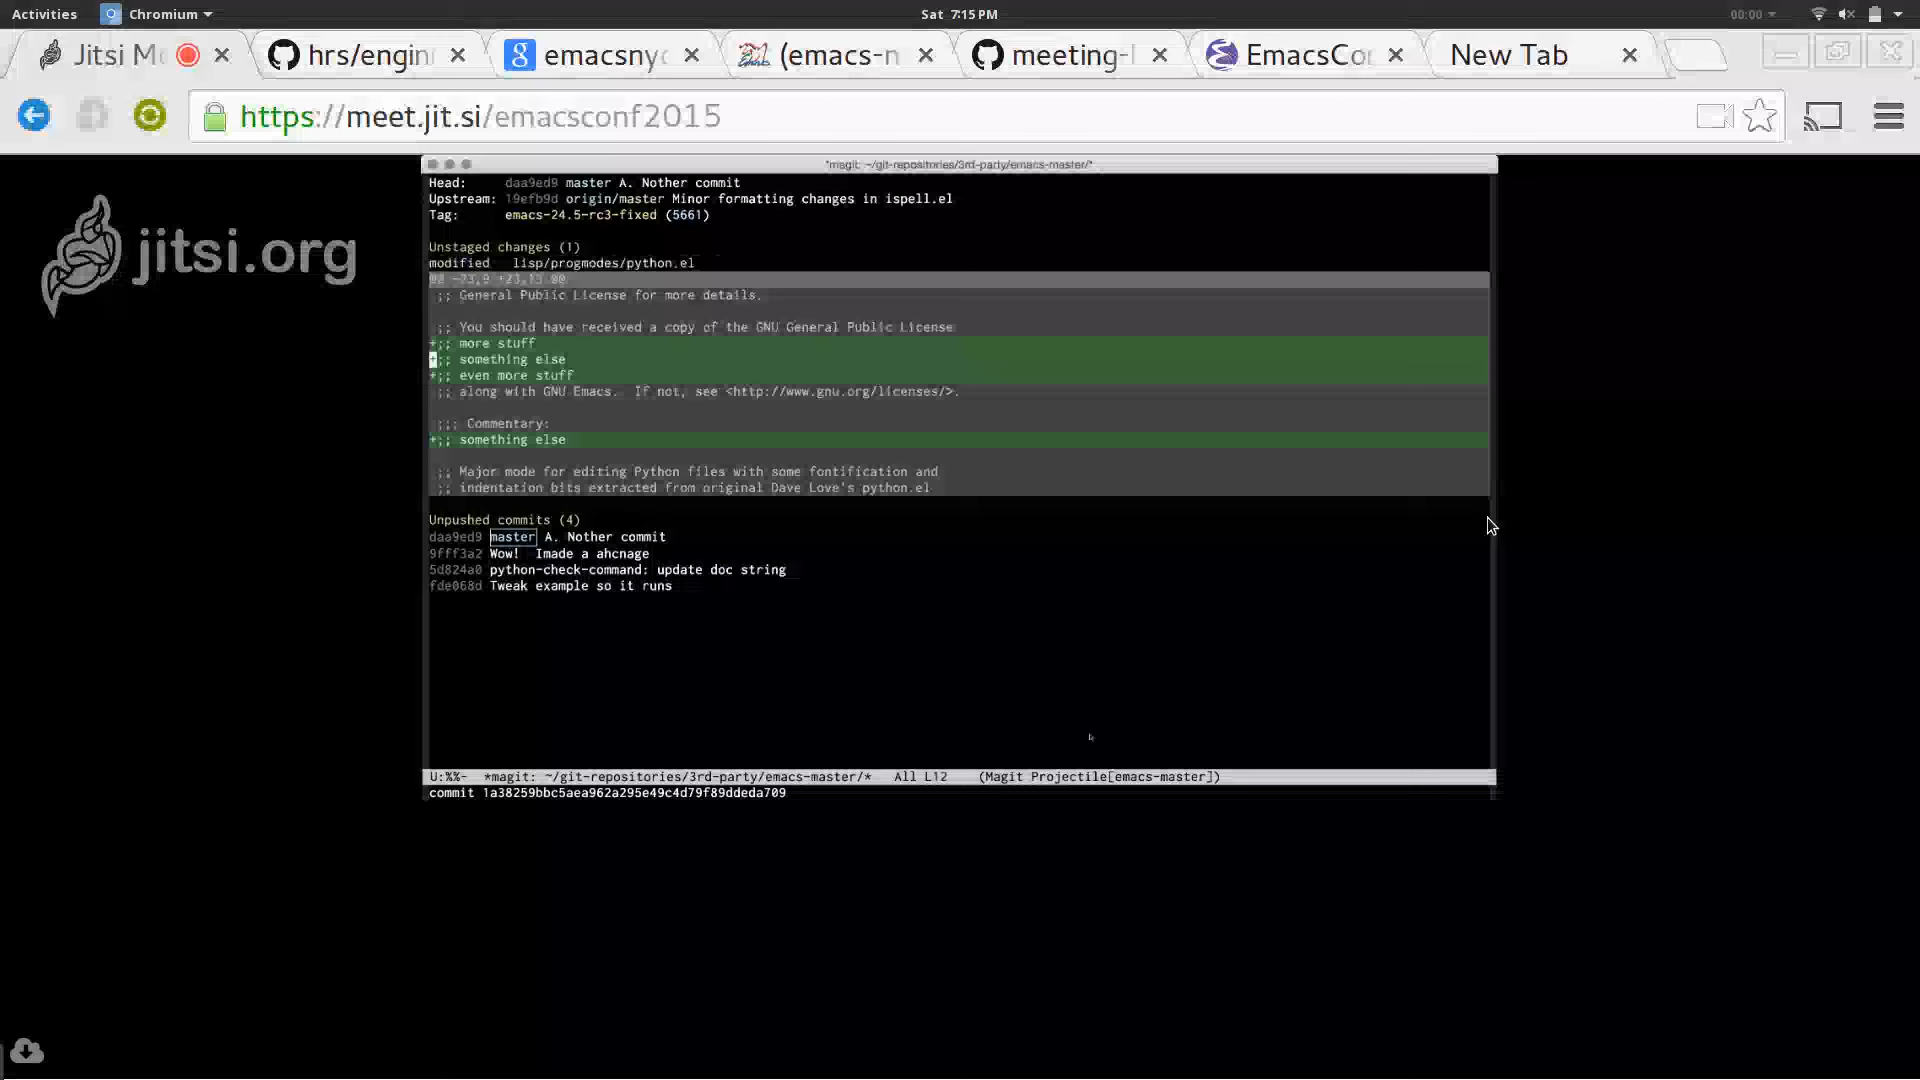 Activities Chromium Sat 7:15 PM 00:00
Jitsi M hrs/engin emacsnyc (emacs-n meeting- EmacsCo New Tab
https://meet.jit.si/emacsconf2015
*magit: ~/git-repositories/3rd-party/emacs-master/*
jitsi.org
Head: daa9ed9 master A. Nother commit
Upstream: 19efb9d origin/master Minor formatting changes in ispell.el
Tag: emacs-24.5-rc3-fixed (5661)
Unstaged changes (1)
modified lisp/progmodes/python.el
;; General Public License for more details.
;; You should have received a copy of the GNU General Public License
+;; more stuff
+;; something else
+;; even more stuff
;; along with GNU Emacs. If not, see <http://www.gnu.org/licenses/>.
;;; Commentary:
+;; something else
;; Major mode for editing Python files with some fontification and
;; indentation bits extracted from original Dave Love's python.el
Unpushed commits (4)
daa9ed9 master A. Nother commit
9fff3a2 Wow! Imade a ahcnage
5d824a0 python-check-command: update doc string
fde068d Tweak example so it runs
U:%%- *magit: ~/git-repositories/3rd-party/emacs-master/* All L12 (Magit Projectile[emacs-master])
commit 1a38259bbc5aea962a295e49c4d79f89ddeda709